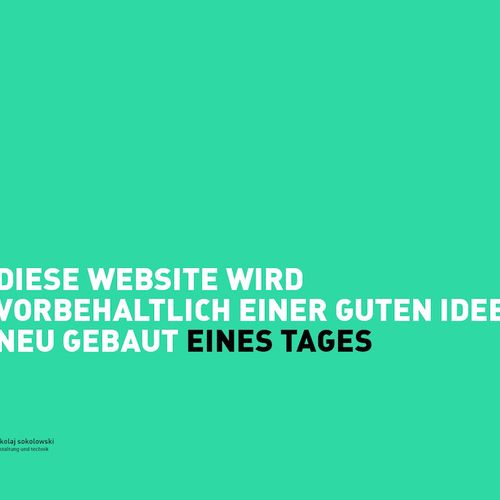 DIESE WEBSITE WIRD
VORBEHALTLICH EINER GUTEN IDEE
NEU GEBAUT EINES TAGES
kolaj sokolowski
staltung und technik